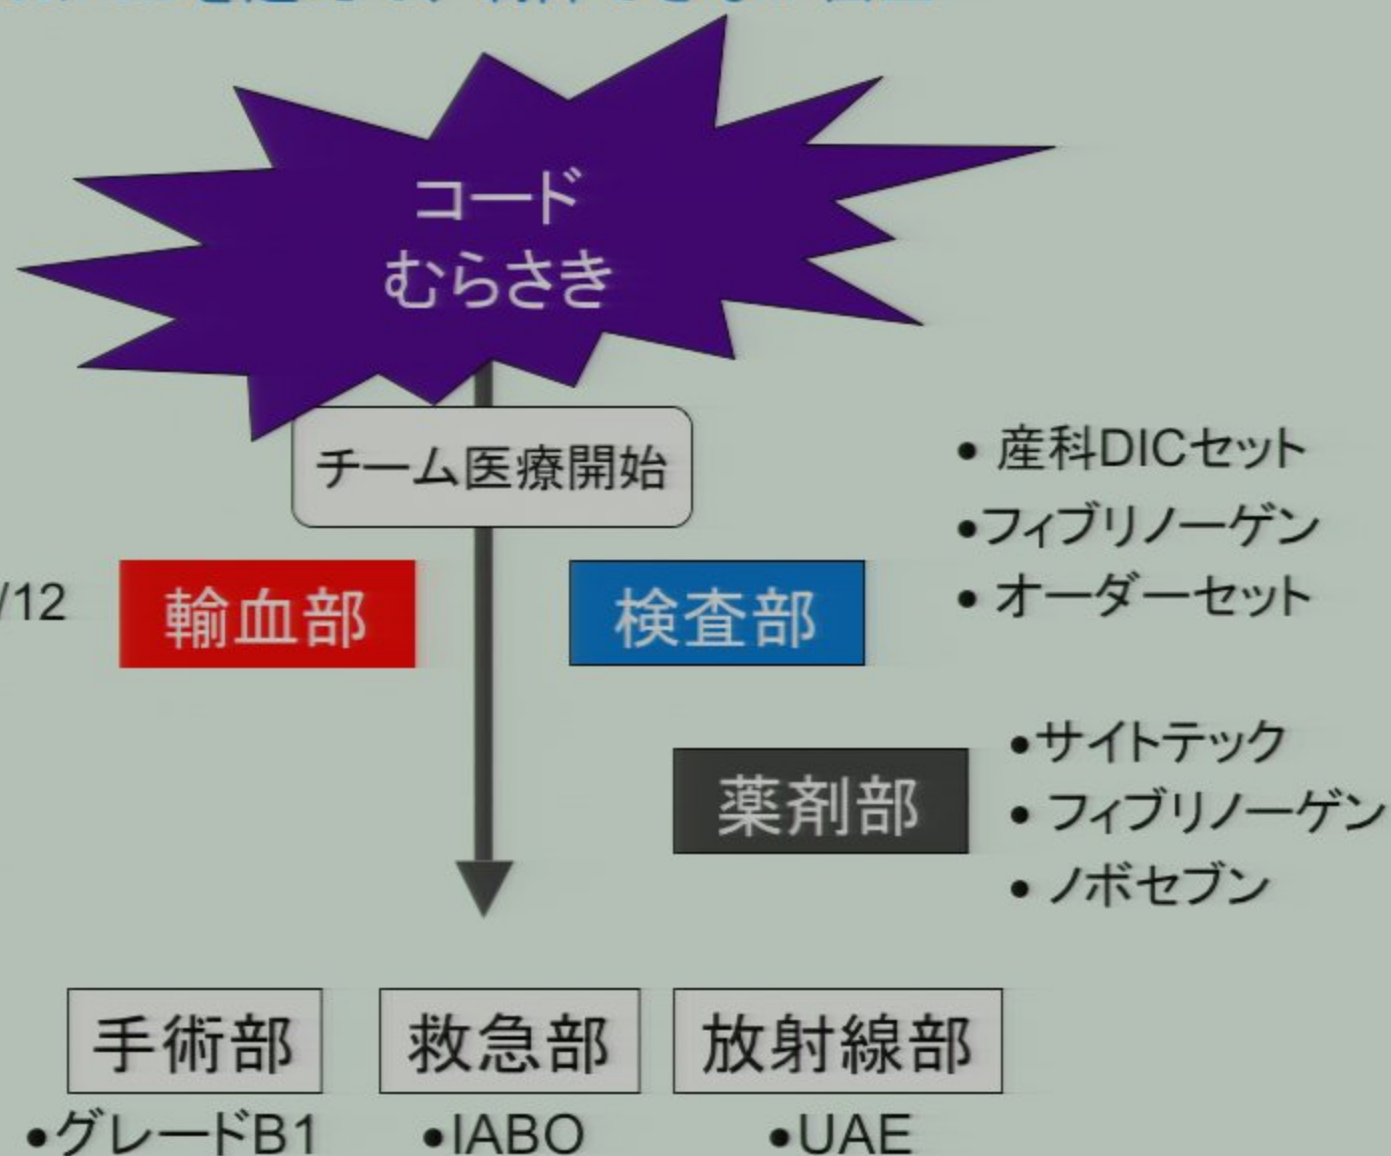 コード
むらさき
チーム医療開始
• 産科DICセット
•フィブリノーゲン
• オーダーセット
/12
輸血部
検査部
薬剤部
•サイトテック
• フィブリノーゲン
• ノボセブン
手術部
救急部
放射線部
•グレードB1
•IABO
•UAE